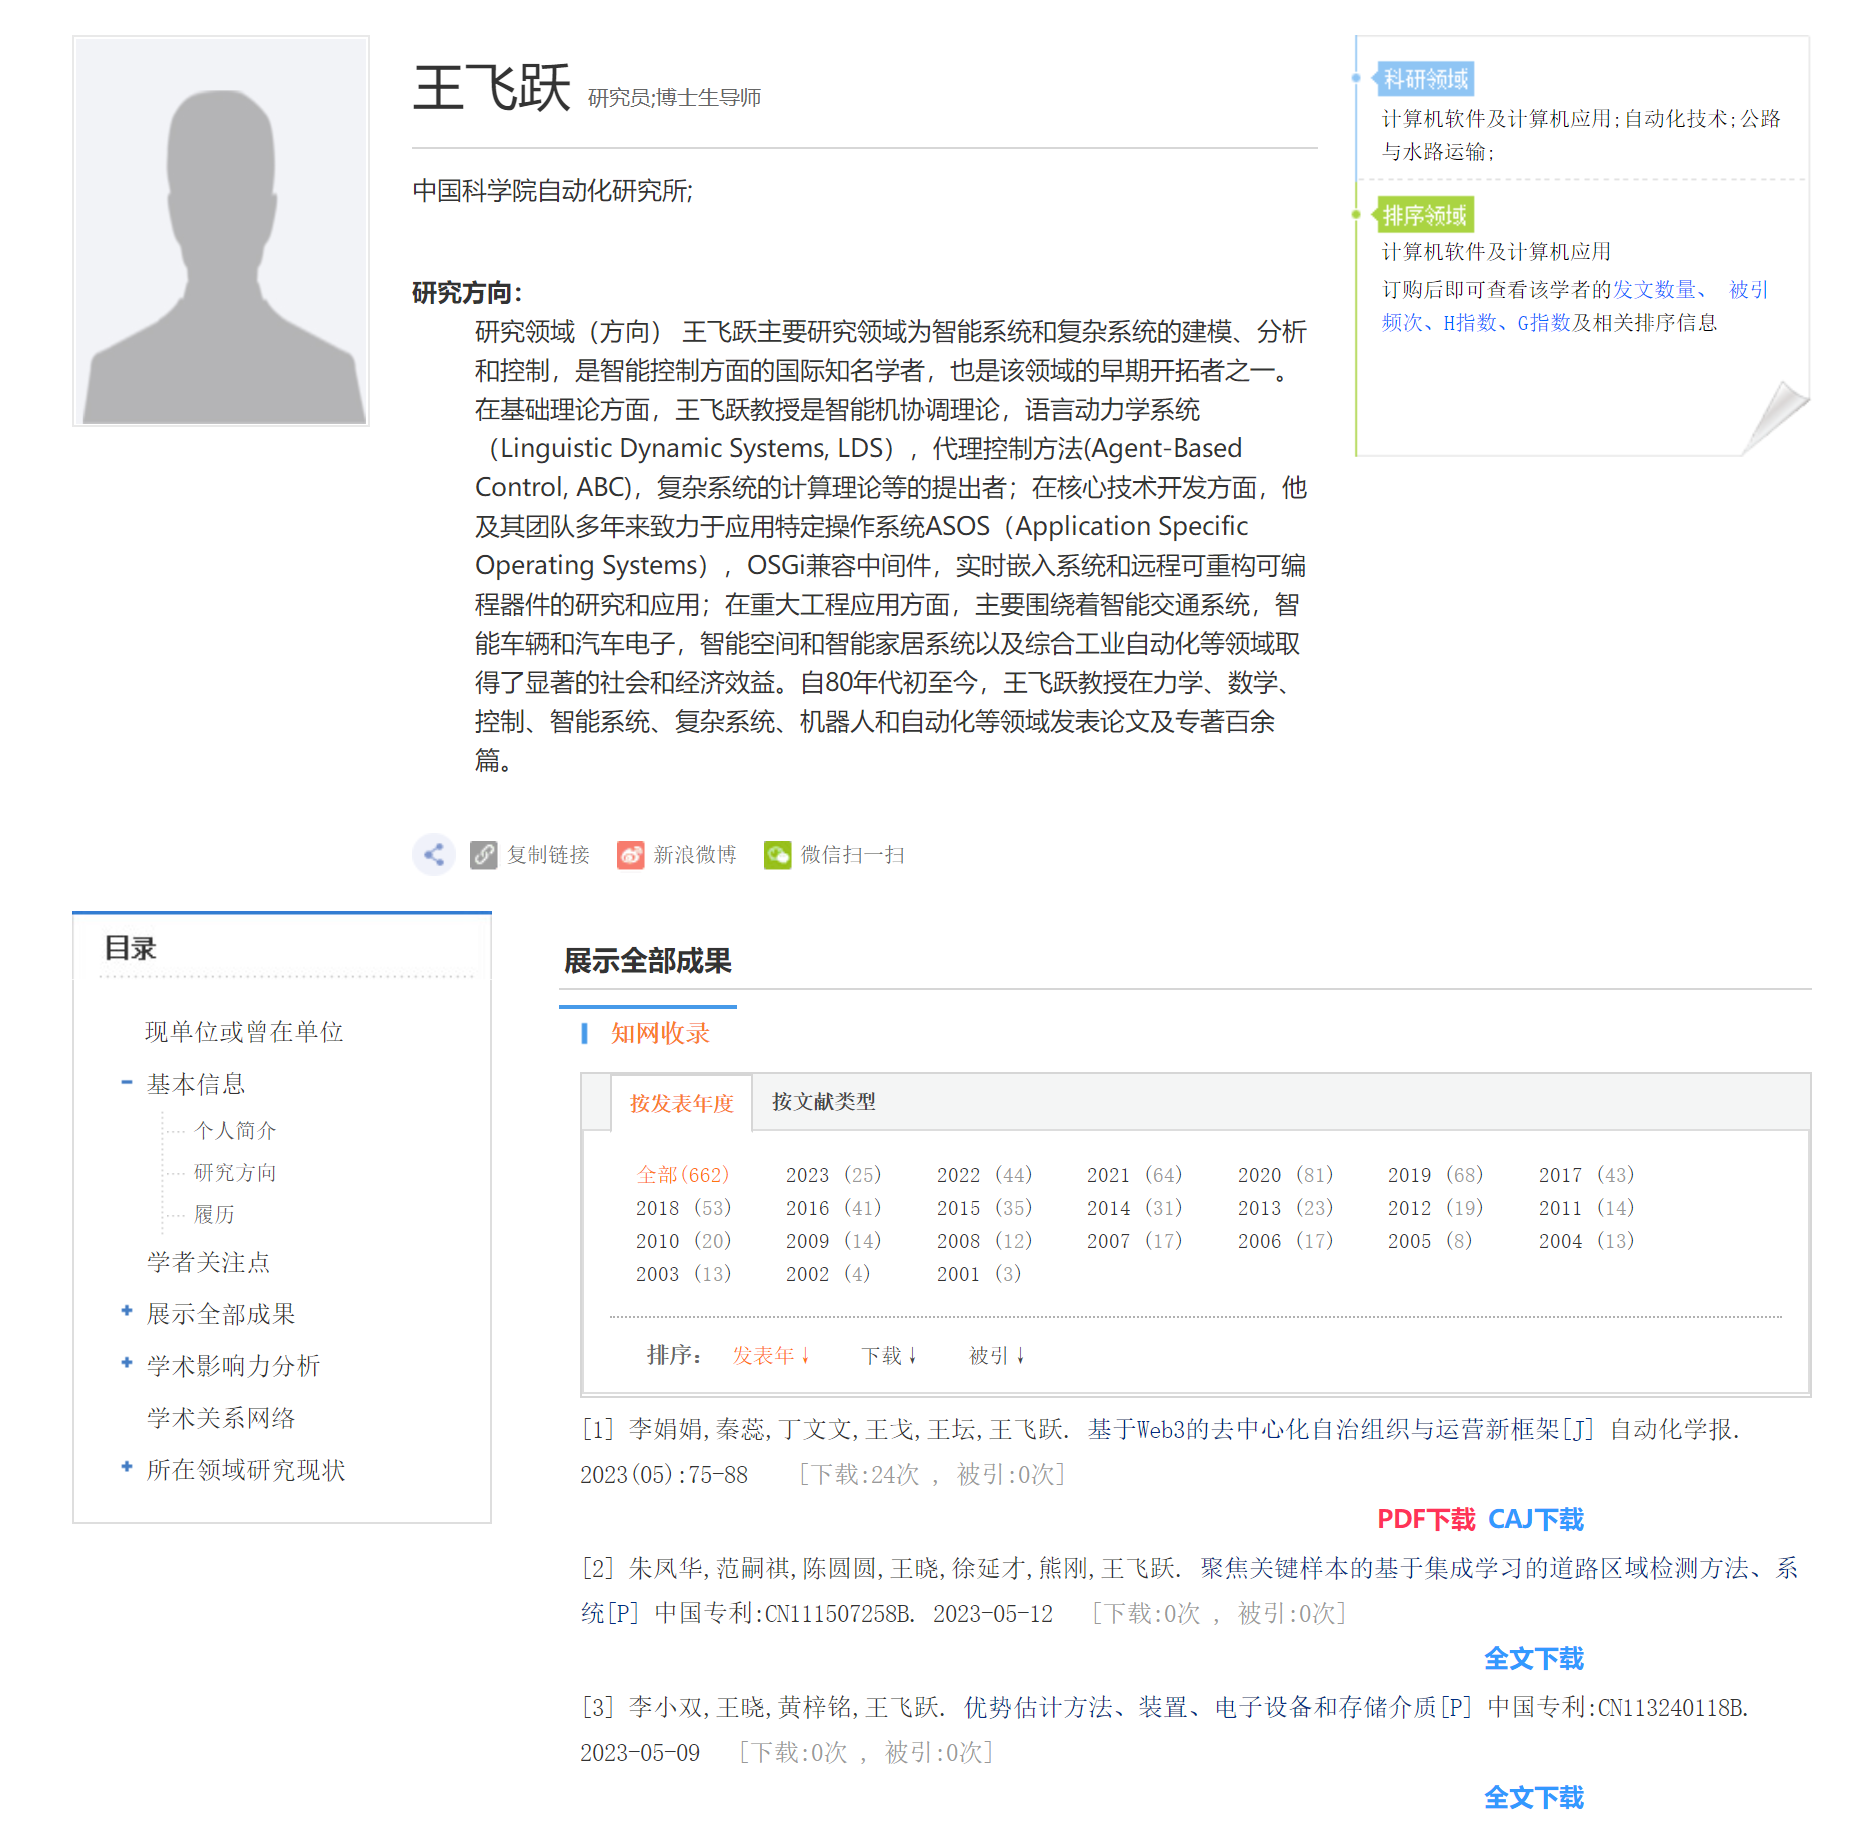 王飞跃 研究员;博士生导师
中国科学院自动化研究所;
研究方向：
研究领域（方向） 王飞跃主要研究领域为智能系统和复杂系统的建模、分析
和控制，是智能控制方面的国际知名学者，也是该领域的早期开拓者之一。
在基础理论方面，王飞跃教授是智能机协调理论，语言动力学系统
（Linguistic Dynamic Systems, LDS），代理控制方法(Agent-Based
Control, ABC)，复杂系统的计算理论等的提出者；在核心技术开发方面，他
及其团队多年来致力于应用特定操作系统ASOS（Application Specific
Operating Systems），OSGi兼容中间件，实时嵌入系统和远程可重构可编
程器件的研究和应用；在重大工程应用方面，主要围绕着智能交通系统，智
能车辆和汽车电子，智能空间和智能家居系统以及综合工业自动化等领域取
得了显著的社会和经济效益。自80年代初至今，王飞跃教授在力学、数学、
控制、智能系统、复杂系统、机器人和自动化等领域发表论文及专著百余
篇。
复制链接 新浪微博 微信扫一扫
科研领域
计算机软件及计算机应用;自动化技术;公路
与水路运输;
排序领域
计算机软件及计算机应用
订购后即可查看该学者的发文数量、 被引
频次、H指数、G指数及相关排序信息
目录
现单位或曾在单位
基本信息
个人简介
研究方向
履历
学者关注点
展示全部成果
学术影响力分析
学术关系网络
所在领域研究现状
展示全部成果
知网收录
按发表年度 按文献类型
全部(662) 2023 (25) 2022 (44) 2021 (64) 2020 (81) 2019 (68) 2017 (43)
2018 (53) 2016 (41) 2015 (35) 2014 (31) 2013 (23) 2012 (19) 2011 (14)
2010 (20) 2009 (14) 2008 (12) 2007 (17) 2006 (17) 2005 (8) 2004 (13)
2003 (13) 2002 (4) 2001 (3)
排序： 发表年↓ 下载↓ 被引↓
[1] 李娟娟,秦蕊,丁文文,王戈,王坛,王飞跃. 基于Web3的去中心化自治组织与运营新框架[J] 自动化学报.
2023(05):75-88 [下载:24次 , 被引:0次]
PDF下载 CAJ下载
[2] 朱凤华,范嗣祺,陈圆圆,王晓,徐延才,熊刚,王飞跃. 聚焦关键样本的基于集成学习的道路区域检测方法、系
统[P] 中国专利:CN111507258B. 2023-05-12 [下载:0次 , 被引:0次]
全文下载
[3] 李小双,王晓,黄梓铭,王飞跃. 优势估计方法、装置、电子设备和存储介质[P] 中国专利:CN113240118B.
2023-05-09 [下载:0次 , 被引:0次]
全文下载